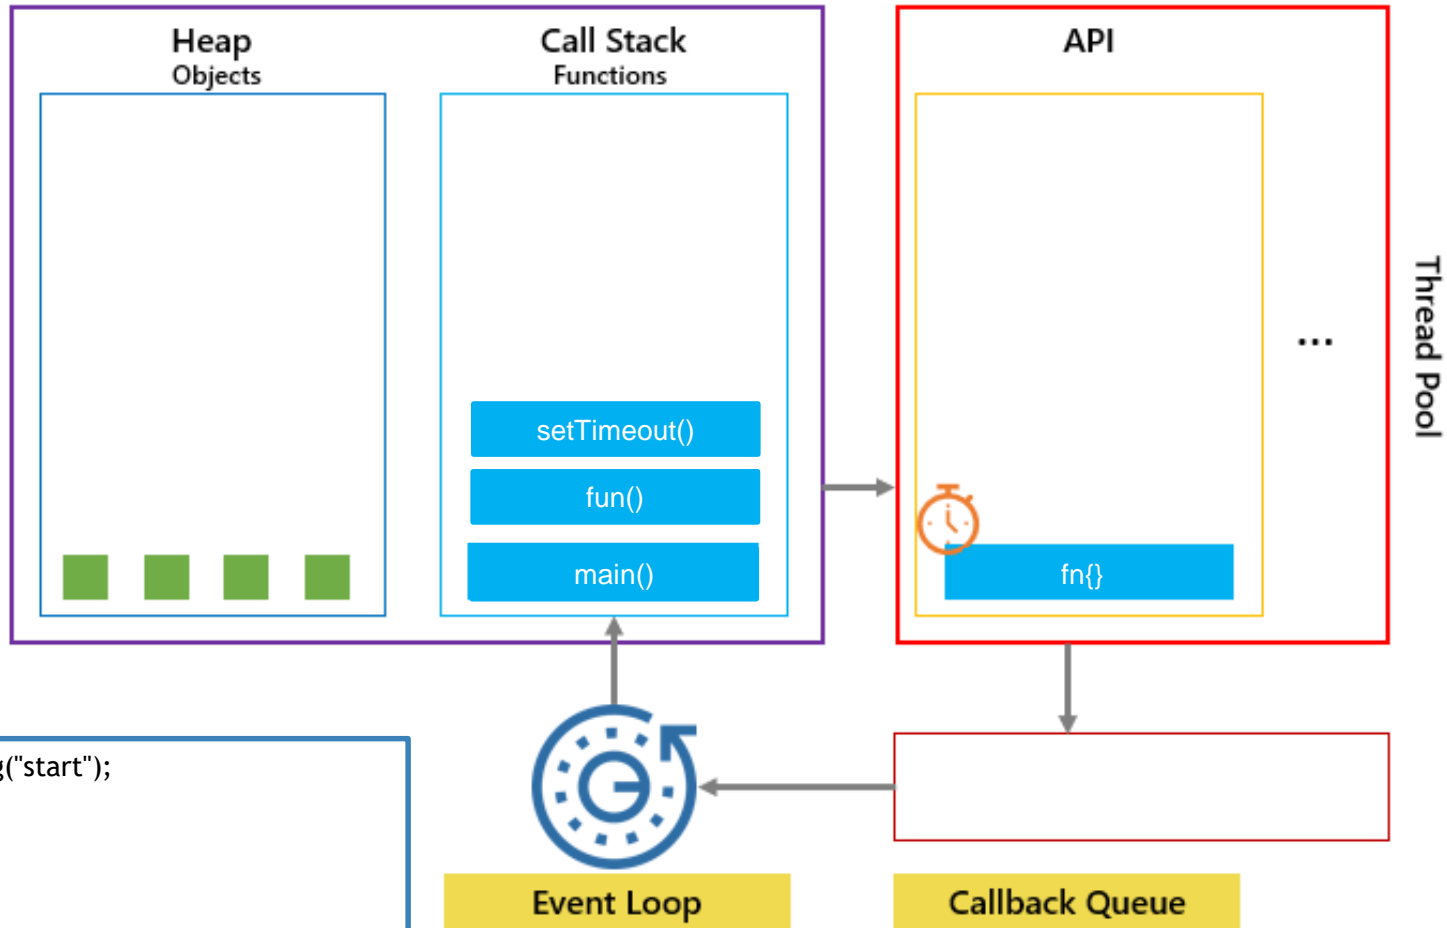 Heap
Objects
Call Stack
Functions
API
Thread Pool
...
setTimeout()
fun()
main()
fn{}
("start");
Event Loop
Callback Queue